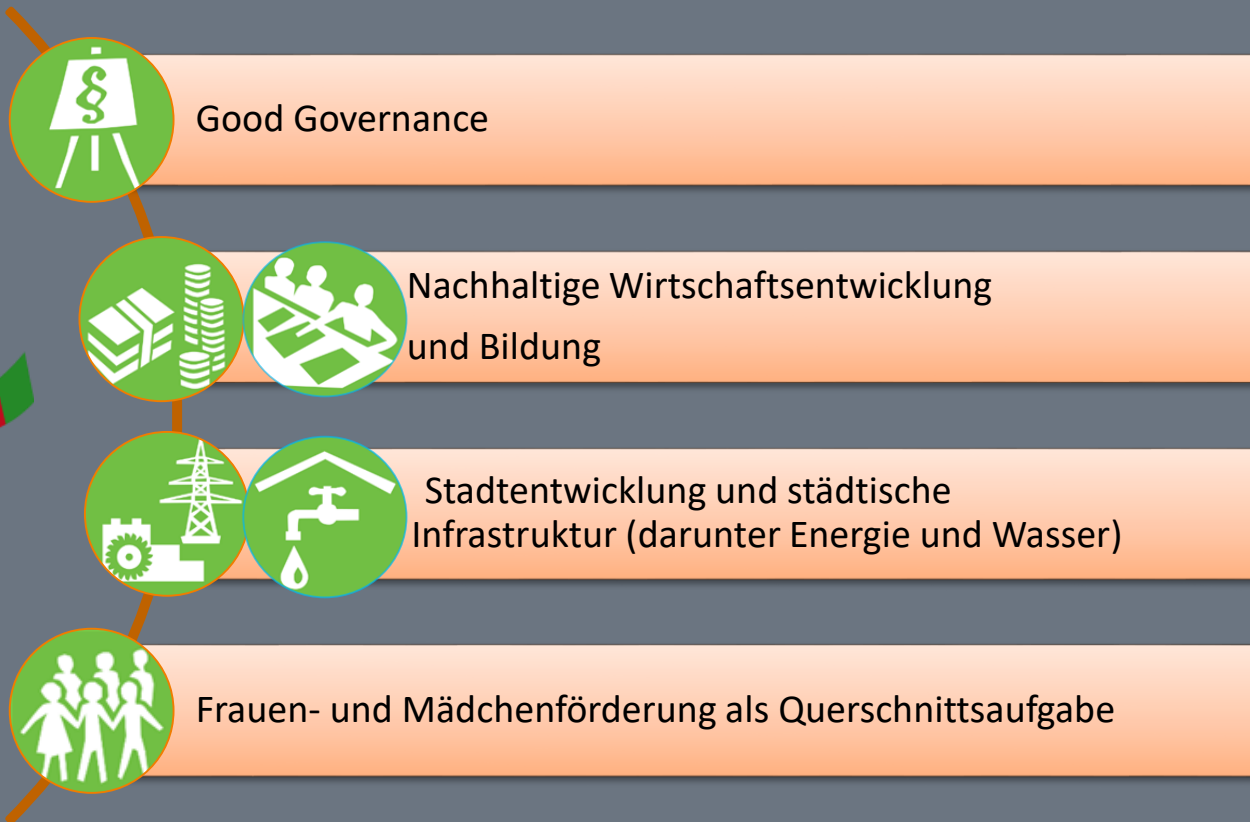 §
Good Governance
Nachhaltige Wirtschaftsentwicklung
und Bildung
Stadtentwicklung und städtische
Infrastruktur (darunter Energie und Wasser)
Frauen- und Mädchenförderung als Querschnittsaufgabe